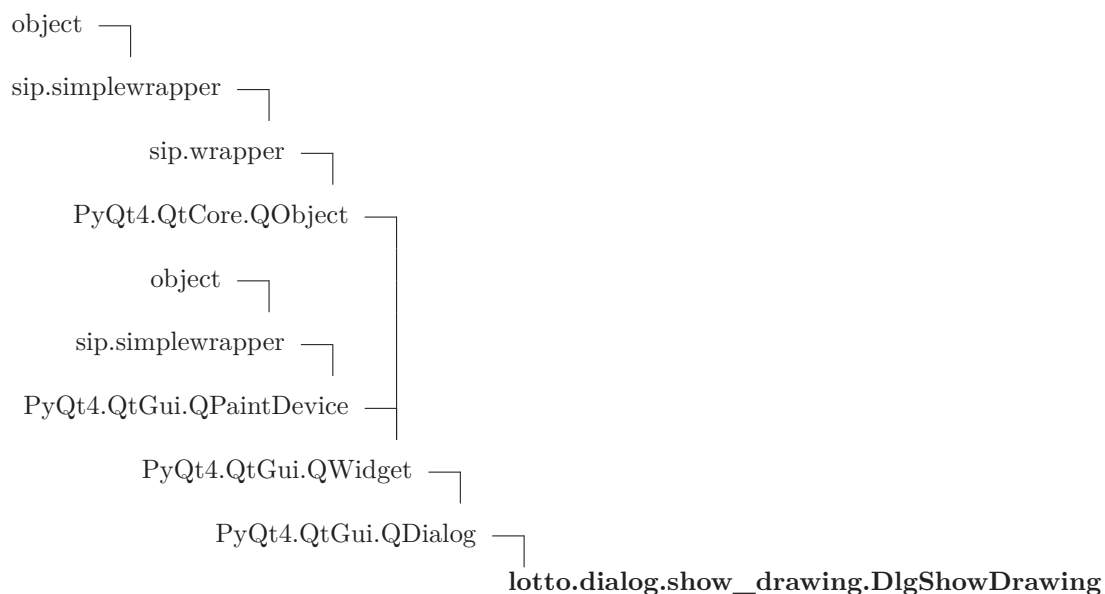 object
sip.simplewrapper
sip.wrapper
PyQt4.QtCore.QObject
object
sip.simplewrapper
PyQt4.QtGui.QPaintDevice
PyQt4.QtGui.QWidget
PyQt4.QtGui.QDialog
lotto.dialog.show_drawing.DlgShowDrawing